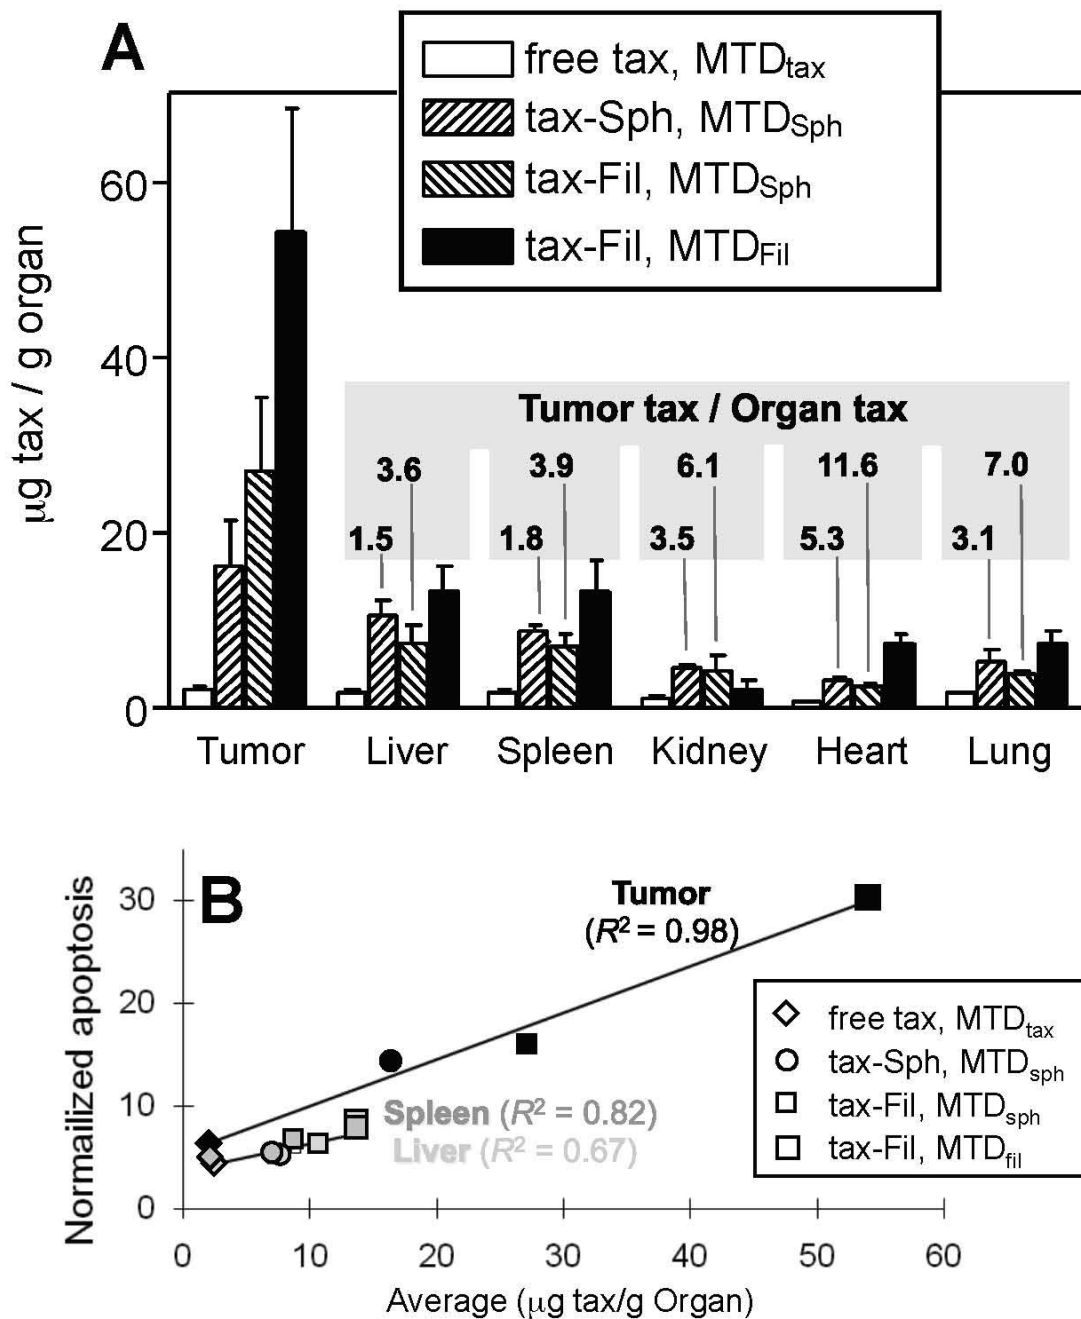 A
free tax, MTDtax
tax-Sph, MTDSph
tax-Fil, MTDSph
tax-Fil, MTDFil
μg tax / g organ
60
40
20
0
Tumor tax / Organ tax
3.6 3.9 6.1 11.6 7.0
1.5 1.8 3.5 5.3 3.1
Tumor Liver Spleen Kidney Heart Lung
B
Normailized apoptosis
30
20
10
0
Tumor
(R² = 0.98)
Spleen (R² = 0.82)
Liver (R² = 0.67)
free tax, MTDtax
tax-Sph, MTDsph
tax-Fil, MTDsph
tax-Fil, MTDfil
0 10 20 30 40 50 60
Average (μg tax/g Organ)